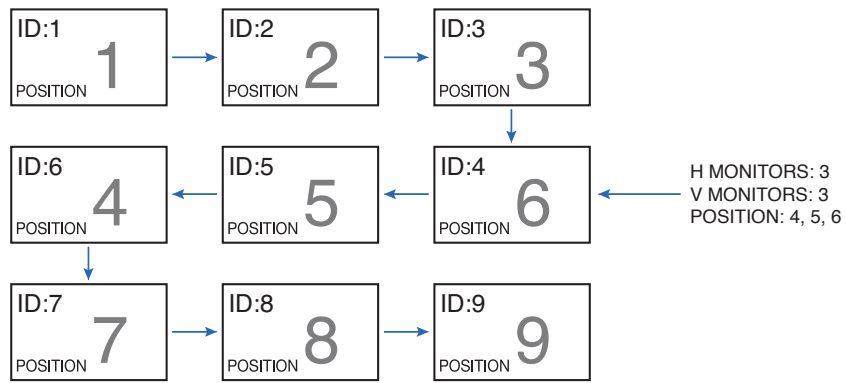 ID:1
POSITION 1
ID:2
POSITION 2
ID:3
POSITION 3
ID:6
POSITION 4
ID:5
POSITION 5
ID:4
POSITION 6
H MONITORS: 3
V MONITORS: 3
POSITION: 4, 5, 6
ID:7
POSITION 7
ID:8
POSITION 8
ID:9
POSITION 9